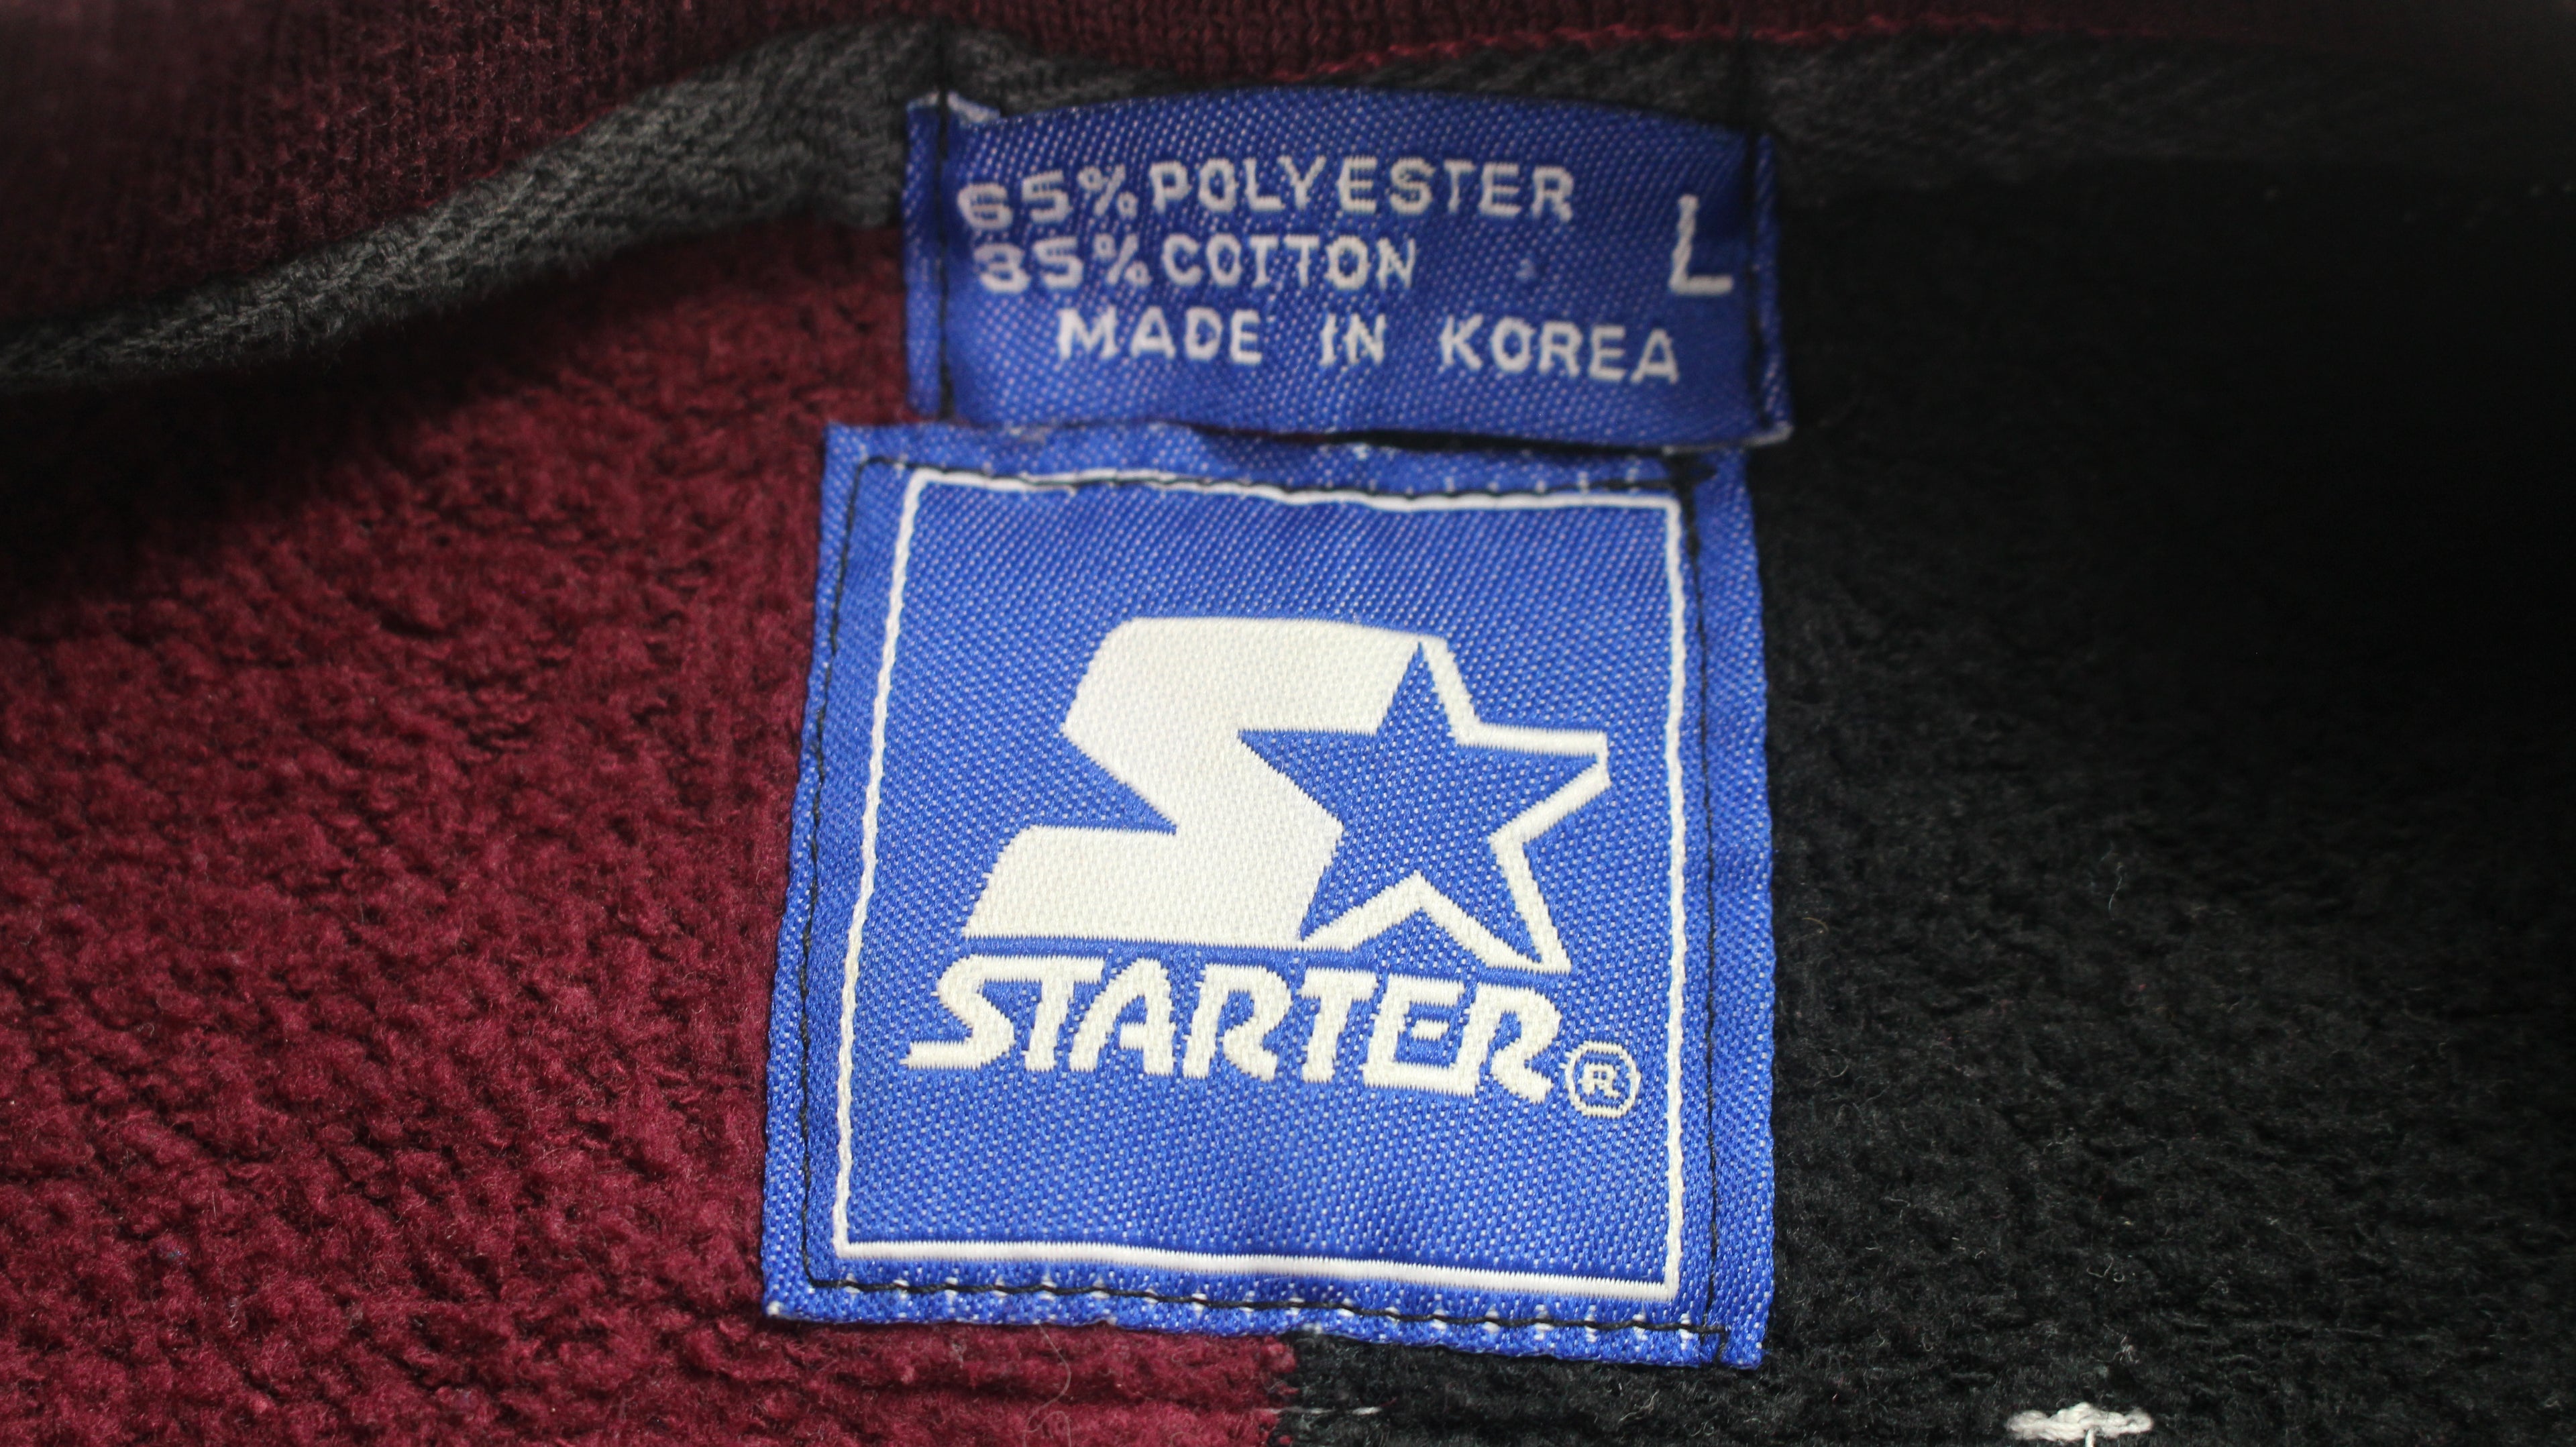 65% POLYESTER
35% COTTON L
MADE IN KOREA
STARTER®